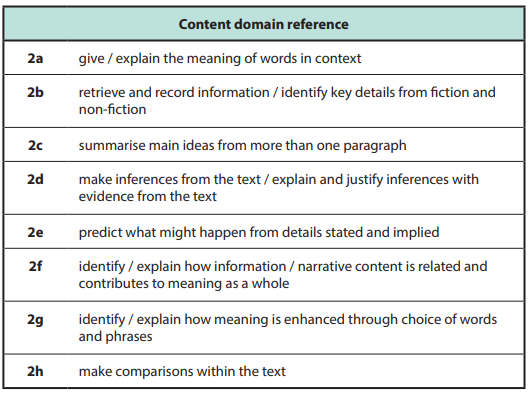 Content domain reference
2a give / explain the meaning of words in context
2b retrieve and record information / identify key details from fiction and
non-fiction
2c summarise main ideas from more than one paragraph
2d make inferences from the text / explain and justify inferences with
evidence from the text
2e predict what might happen from details stated and implied
2f identify / explain how information / narrative content is related and
contributes to meaning as a whole
2g identify / explain how meaning is enhanced through choice of words
and phrases
2h make comparisons within the text